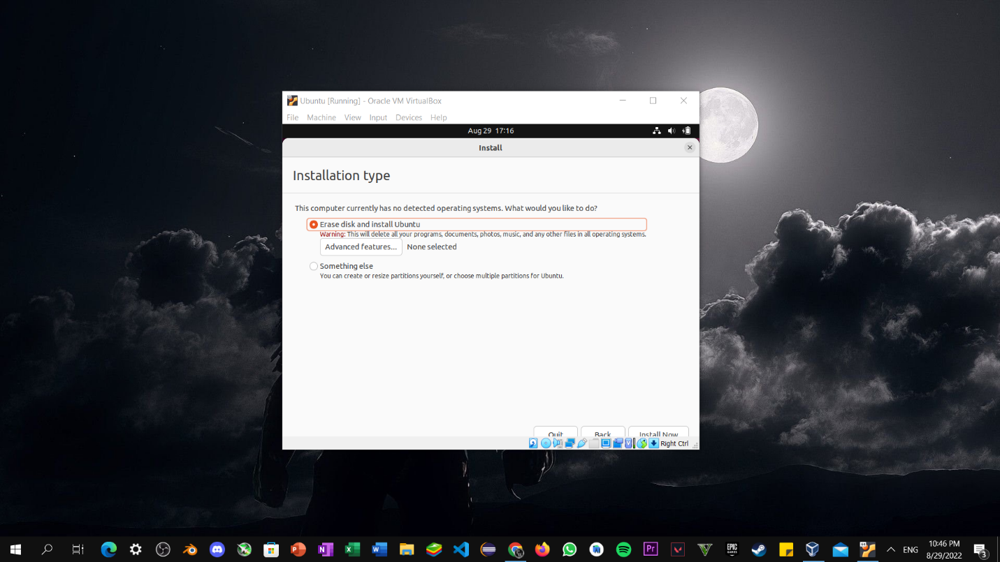 Ubuntu [Running] - Oracle VM VirtualBox
File Machine View Input Devices Help
Aug 29 17:16
Install
Installation type
This computer currently has no detected operating systems. What would you like to do?
Erase disk and install Ubuntu
Warning: This will delete all your programs, documents, photos, music, and any other files in all operating systems.
Advanced features... None selected
Something else
You can create or resize partitions yourself, or choose multiple partitions for Ubuntu.
Quit Back Install Now
Right Ctrl
EPIC
GAMES
Pr
ENG
10:46 PM
8/29/2022
3